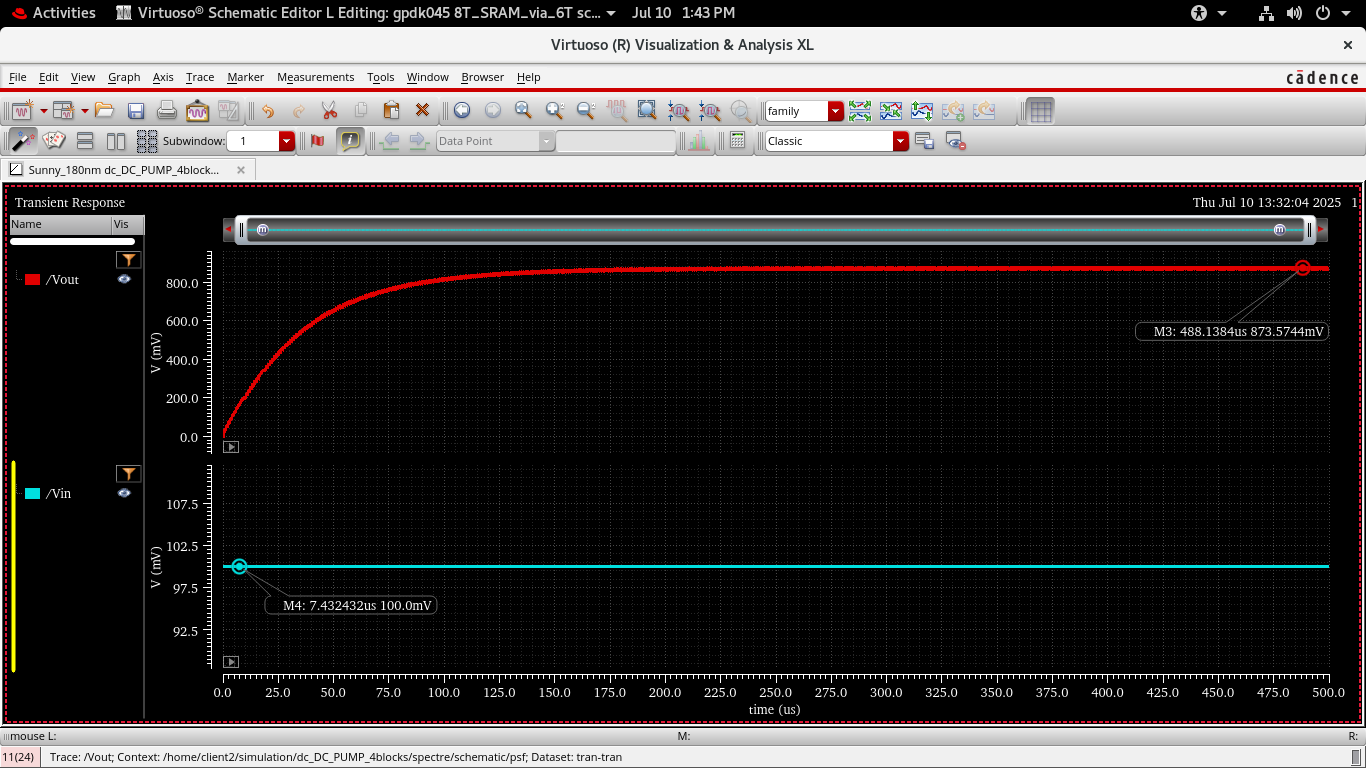 Activities Virtuoso® Schematic Editor L Editing: gpdk045 8T_SRAM_via_6T sc... Jul 10 1:43 PM
Virtuoso (R) Visualization & Analysis XL
File Edit View Graph Axis Trace Marker Measurements Tools Window Browser Help cādence
family
Subwindow: 1 Data Point Classic
Sunny_180nm dc_DC_PUMP_4block...
Transient Response Thu Jul 10 13:32:04 2025 1
Name Vis
m m
/Vout
800.0
600.0
400.0
200.0
0.0
V (mV)
M3: 488.1384us 873.5744mV
/Vin
107.5
102.5
97.5
92.5
V (mV)
M4: 7.432432us 100.0mV
0.0 25.0 50.0 75.0 100.0 125.0 150.0 175.0 200.0 225.0 250.0 275.0 300.0 325.0 350.0 375.0 400.0 425.0 450.0 475.0 500.0
time (us)
mouse L: M: R:
11(24) Trace: /Vout; Context: /home/client2/simulation/dc_DC_PUMP_4blocks/spectre/schematic/psf; Dataset: tran-tran